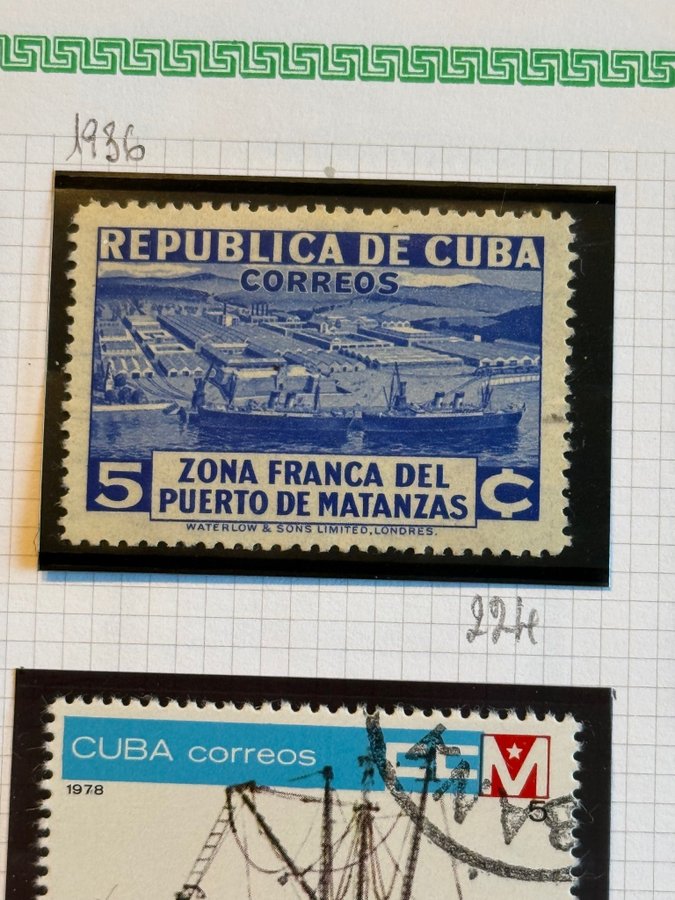 1936
REPUBLICA DE CUBA
CORREOS
5 ¢
ZONA FRANCA DEL
PUERTO DE MATANZAS
WATERLOW & SONS LIMITED, LONDRES.
224
CUBA correos
M
1978
5